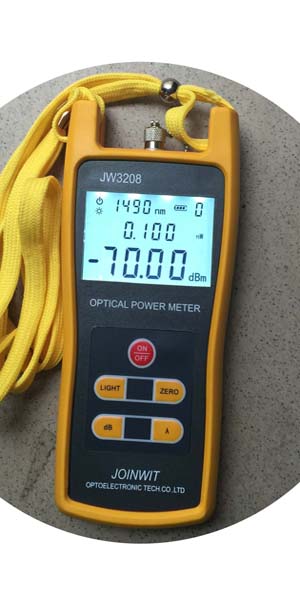 JW3208
1490 nm 0
0.100 nW
-70.00 dBm
OPTICAL POWER METER
ON
OFF
LIGHT ZERO
dB λ
JOINWIT
OPTOELECTRONIC TECH.CO.,LTD